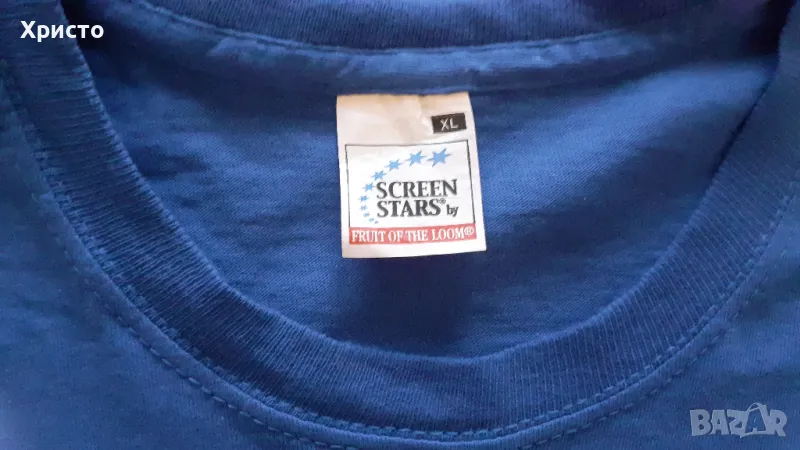 Христо
XL
SCREEN
STARS® by
FRUIT OF THE LOOM®
BAZAR